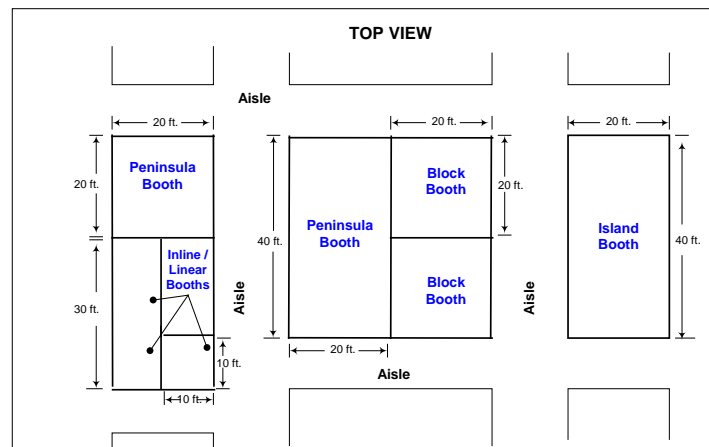 TOP VIEW
Aisle
20 ft.
20 ft.
20 ft.
20 ft.
Peninsula
Booth
Block
Booth
20 ft.
40 ft.
Peninsula
Booth
Island
Booth
40 ft.
Inline /
Linear
Booths
Block
Booth
30 ft.
Aisle
Aisle
10 ft.
20 ft.
10 ft.
Aisle